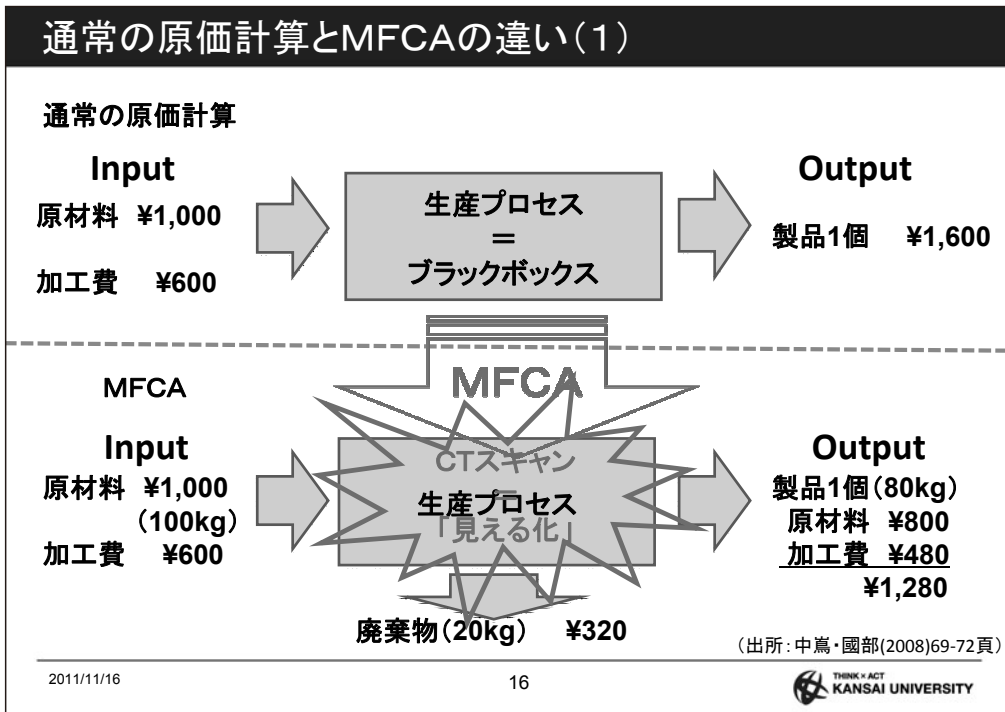 通常の原価計算とMFCAの違い(1)
通常の原価計算
Input
原材料 ¥1,000
加工費 ¥600
生産プロセス
=
ブラックボックス
Output
製品1個 ¥1,600
MFCA
MFCA
Input
原材料 ¥1,000
(100kg)
加工費 ¥600
CTスキャン
生産プロセス
=
「見える化」
Output
製品1個(80kg)
原材料 ¥800
加工費 ¥480
¥1,280
廃棄物(20kg) ¥320
(出所:中嶌・國部(2008)69-72頁)
2011/11/16
16
THINK × ACT
KANSAI UNIVERSITY